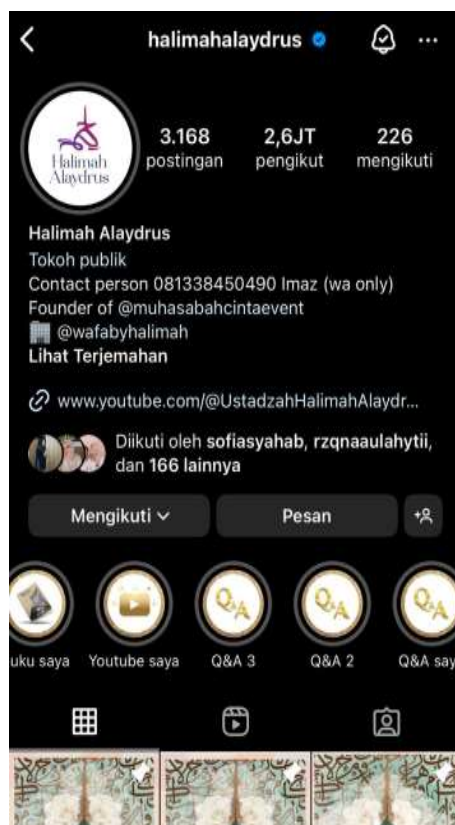 halimahalaydrus
Halimah
Alaydrus
3.168 2,6JT 226
postingan pengikut mengikuti
Halimah Alaydrus
Tokoh publik
Contact person 081338450490 Imaz (wa only)
Founder of @muhasabahcintaevent
@wafabyhalimah
Lihat Terjemahan
www.youtube.com/@UstadzahHalimahAlaydr...
Diikuti oleh sofiasyahab, rzqnaaulahytii,
dan 166 lainnya
Mengikuti Pesan
Q&A Q&A Q&A
uku saya Youtube saya Q&A 3 Q&A 2 Q&A say